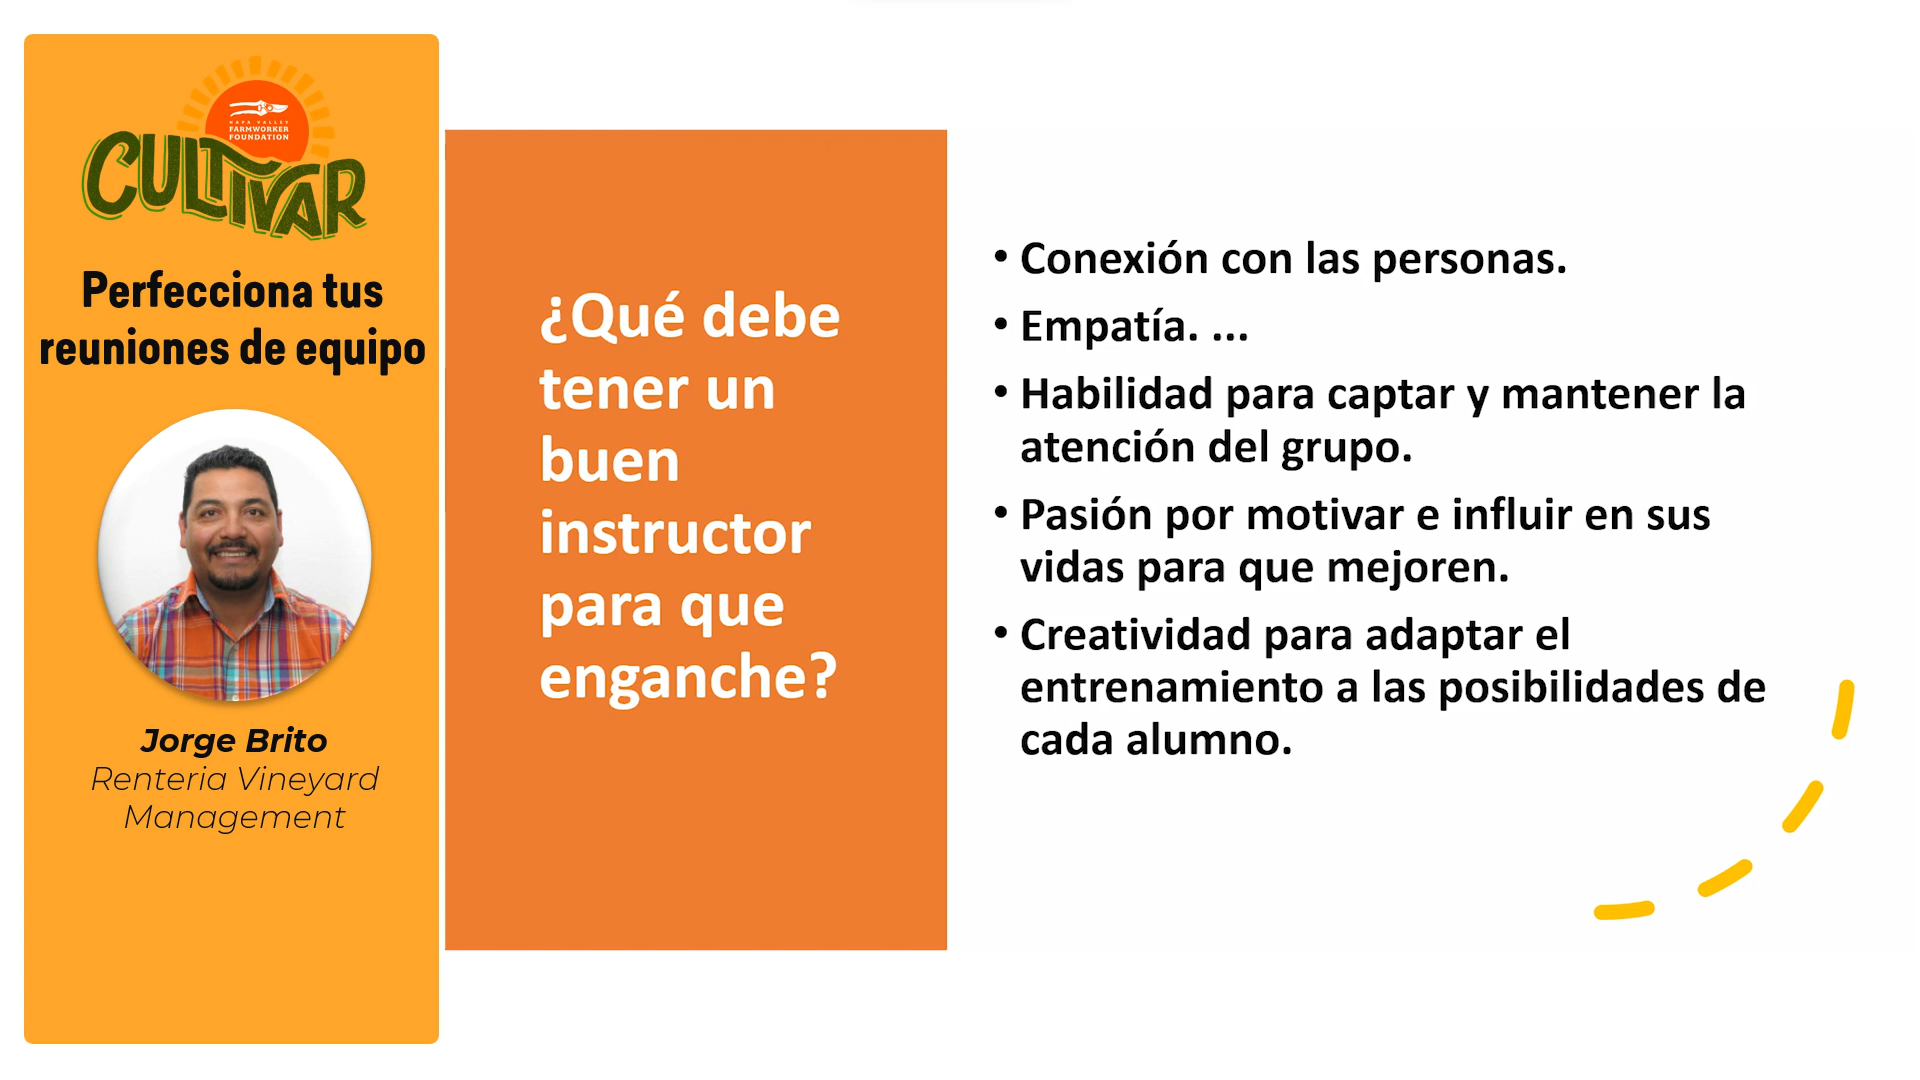 NAPA VALLEY
FARMWORKER
FOUNDATION
CULTIVAR
Perfecciona tus
reuniones de equipo
Jorge Brito
Renteria Vineyard
Management
¿Qué debe
tener un
buen
instructor
para que
enganche?
• Conexión con las personas.
• Empatía. ...
• Habilidad para captar y mantener la
atención del grupo.
• Pasión por motivar e influir en sus
vidas para que mejoren.
• Creatividad para adaptar el
entrenamiento a las posibilidades de
cada alumno.